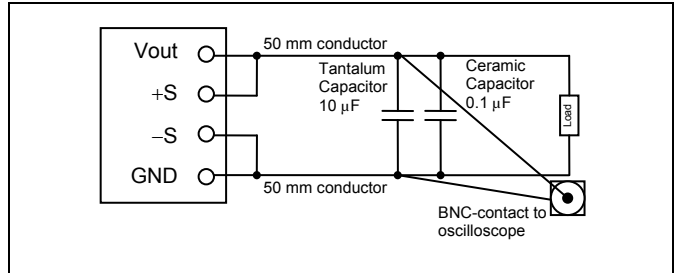 Vout
+S
−S
GND
50 mm conductor
Tantalum
Capacitor
10 μF
Ceramic
Capacitor
0.1 μF
Load
50 mm conductor
BNC-contact to
oscilloscope